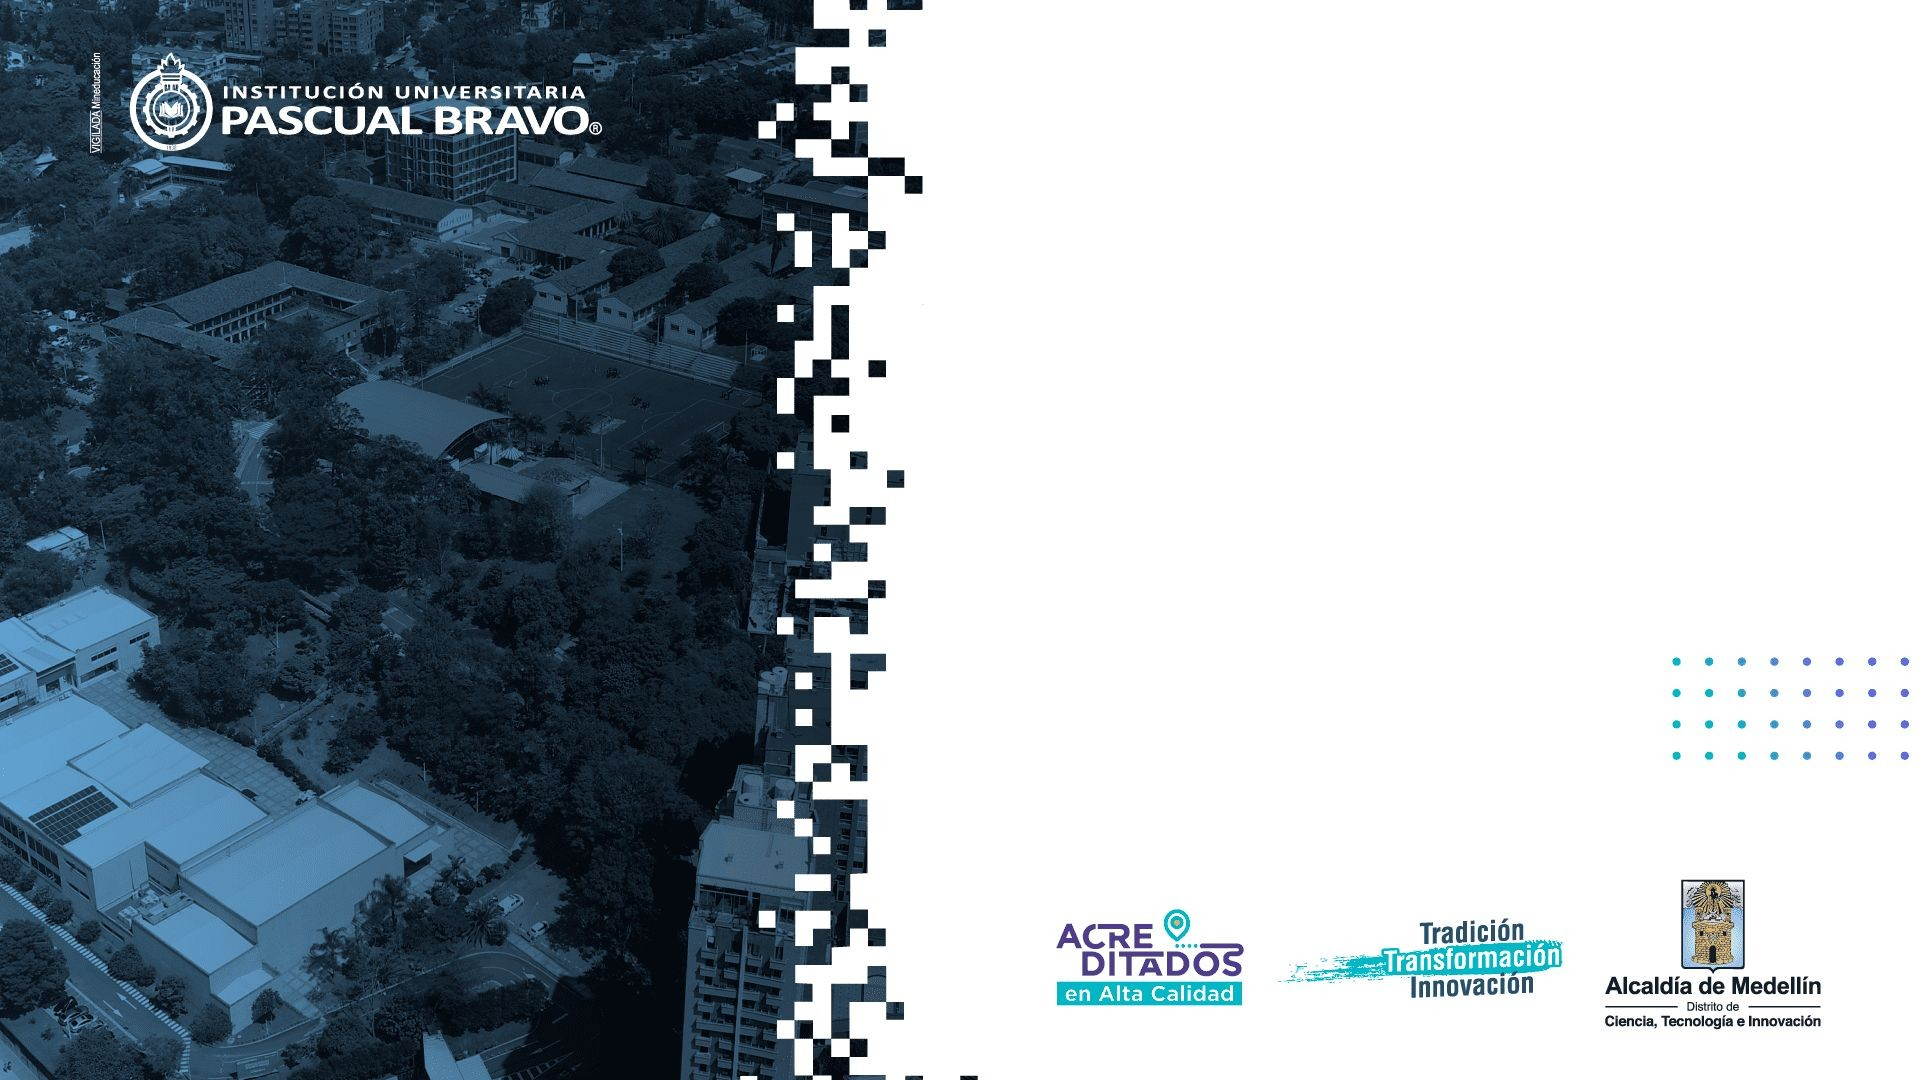 VIGILADA Mineducación
INSTITUCIÓN UNIVERSITARIA
PASCUAL BRAVO®
ACRE
DITADOS
en Alta Calidad
Tradición
Transformación
Innovación
Alcaldía de Medellín
Distrito de
Ciencia, Tecnología e Innovación